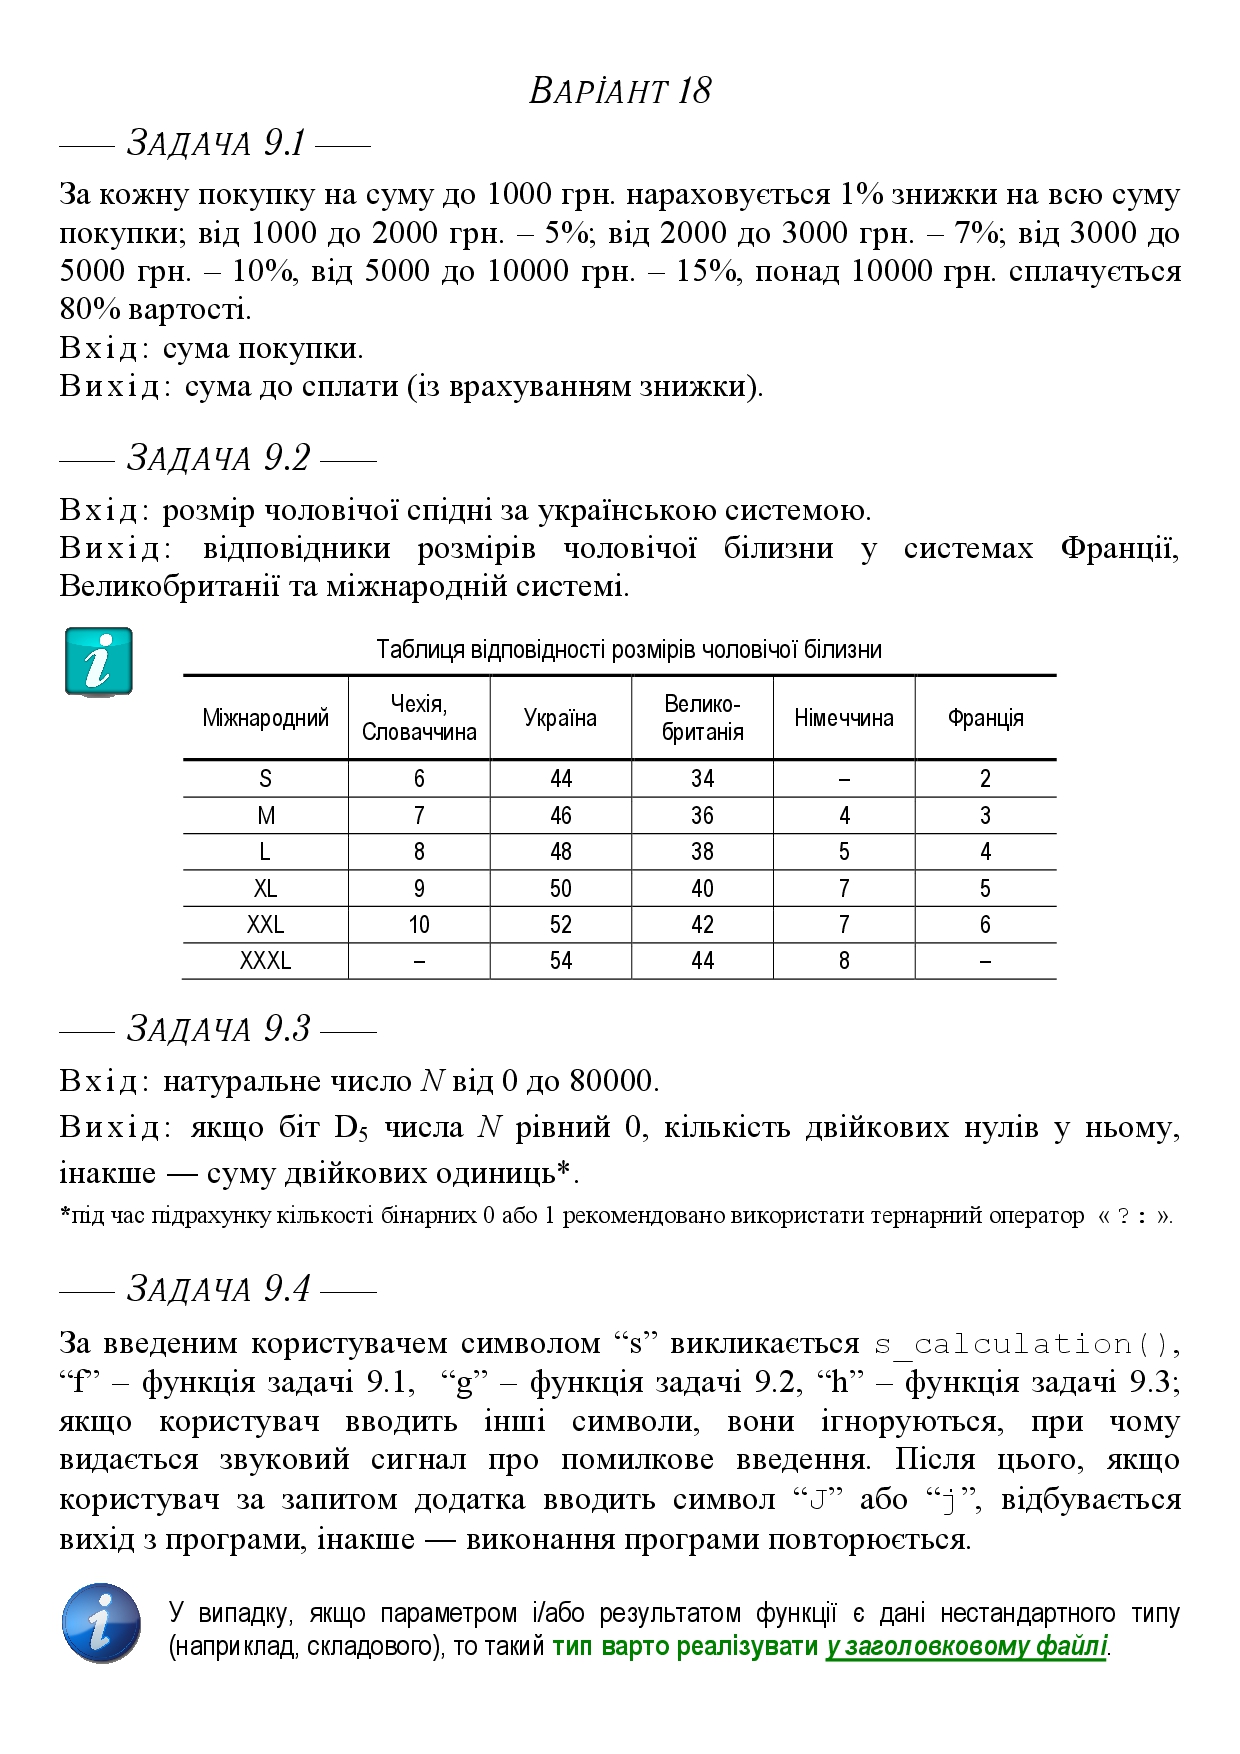 ВАРІАНТ 18
—— ЗАДАЧА 9.1 ——
За кожну покупку на суму до 1000 грн. нараховується 1% знижки на всю суму
покупки; від 1000 до 2000 грн. – 5%; від 2000 до 3000 грн. – 7%; від 3000 до
5000 грн. – 10%, від 5000 до 10000 грн. – 15%, понад 10000 грн. сплачується
80% вартості.
Вхід: сума покупки.
Вихід: сума до сплати (із врахуванням знижки).
—— ЗАДАЧА 9.2 ——
Вхід: розмір чоловічої спідні за українською системою.
Вихід: відповідники розмірів чоловічої білизни у системах Франції,
Великобританії та міжнародній системі.
Таблиця відповідності розмірів чоловічої білизни
Міжнародний Чехія, Словаччина Україна Велико-британія Німеччина Франція
S 6 44 34 – 2
M 7 46 36 4 3
L 8 48 38 5 4
XL 9 50 40 7 5
XXL 10 52 42 7 6
XXXL – 54 44 8 –
—— ЗАДАЧА 9.3 ——
Вхід: натуральне число N від 0 до 80000.
Вихід: якщо біт D5 числа N рівний 0, кількість двійкових нулів у ньому,
інакше — суму двійкових одиниць*.
*під час підрахунку кількості бінарних 0 або 1 рекомендовано використати тернарний оператор « ?: ».
—— ЗАДАЧА 9.4 ——
За введеним користувачем символом “s” викликається s_calculation(),
“f” – функція задачі 9.1, “g” – функція задачі 9.2, “h” – функція задачі 9.3;
якщо користувач вводить інші символи, вони ігноруються, при чому
видається звуковий сигнал про помилкове введення. Після цього, якщо
користувач за запитом додатка вводить символ “J” або “j”, відбувається
вихід з програми, інакше — виконання програми повторюється.
У випадку, якщо параметром і/або результатом функції є дані нестандартного типу
(наприклад, складового), то такий тип варто реалізувати у заголовковому файлі.